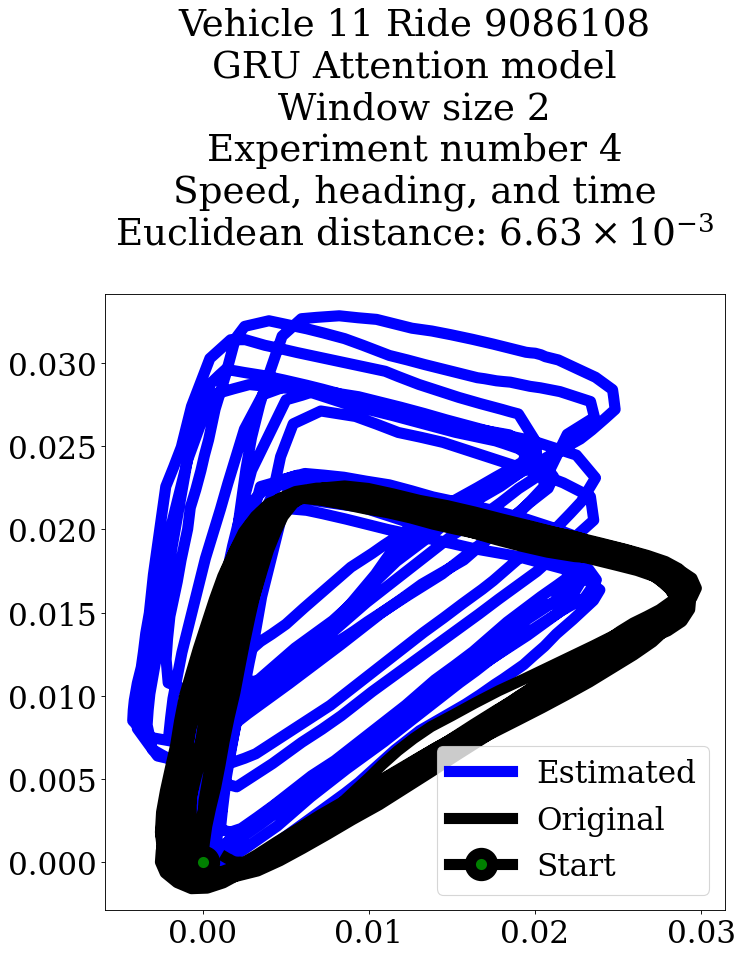 Vehicle 11 Ride 9086108
GRU Attention model
Window size 2
Experiment number 4
Speed, heading, and time
Euclidean distance: 6.63 × 10⁻³
0.030
0.025
0.020
0.015
0.010
0.005
0.000
Estimated
Original
Start
0.00 0.01 0.02 0.03